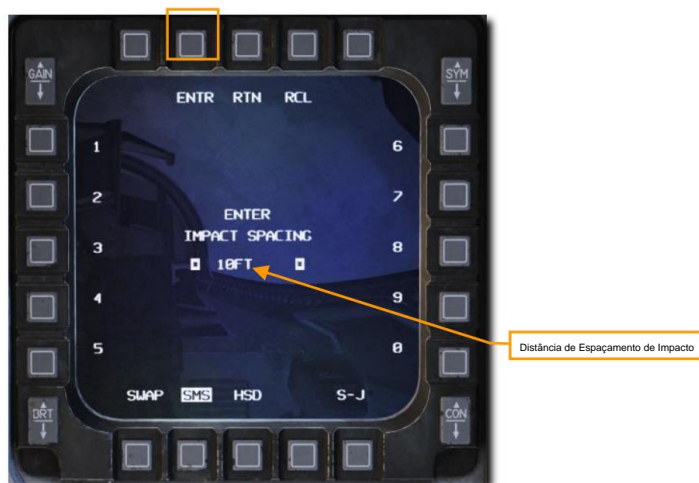 GAIN
SYM
ENTR RTN RCL
1 6
2 7
ENTER
IMPACT SPACING
3 8
10FT
4 9
5 0
SWAP SMS HSD S-J
BRT
CON
Distância de Espaçamento de Impacto